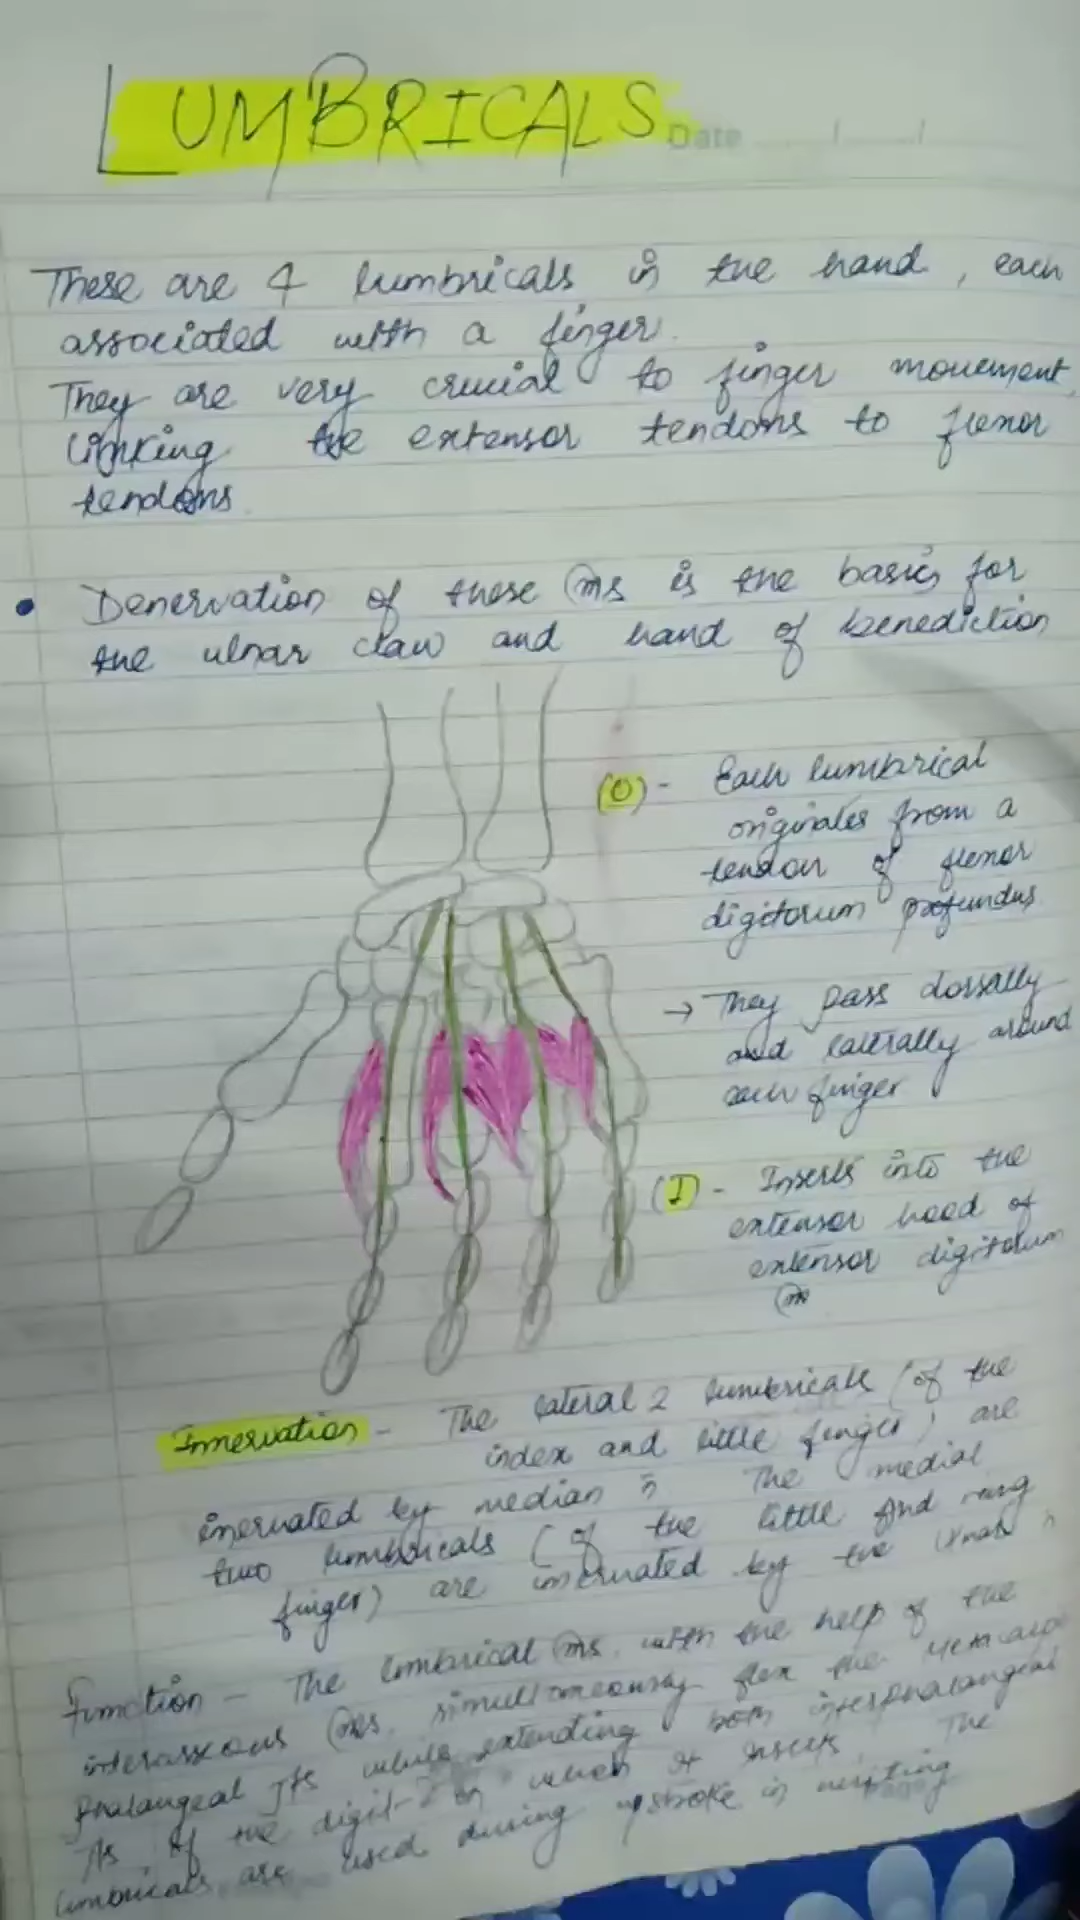 LUMBRICALS
Date
These are 4 lumbricals in the hand, each
associated with a finger.
They are very crucial to finger movement,
linking the extensor tendons to flexor
tendons.
• Denervation of these ms is the basis for
the ulnar claw and hand of benediction
(O) - Each lumbrical
originates from a
tendon of flexor
digitorum profundus
→ They pass dorsally
and laterally around
each finger
(I) - Inserts into the
extensor hood of
extensor digitorum
m
Innervation - The lateral 2 lumbricals (of the
index and little finger) are
inervated by median n. The medial
two lumbricals (of the little and ring
finger) are innervated by the ulnar n
Function - The lumbrical ms. with the help of the
interosseous ms. simultaneously flex the metacarpo
phalangeal Jts while extending both interphalangeal
Jts of the digit on which it inserts. The
lumbricals are used during upstroke in writing